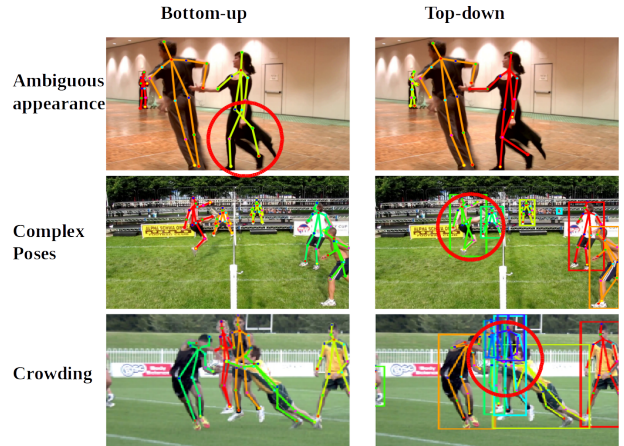 Bottom-up
Top-down
Ambiguous
appearance
Complex
Poses
Crowding